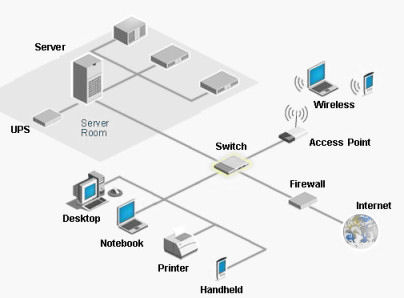 Server
Wireless
UPS
Server
Room
Access Point
Switch
Firewall
Desktop
Internet
Notebook
Printer
Handheld